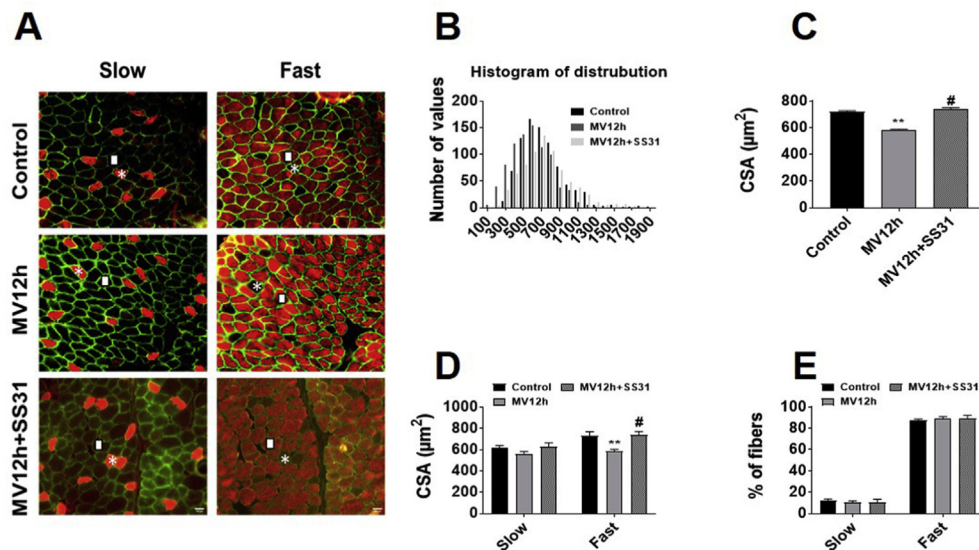 A
Slow Fast
Control
MV12h
MV12h+SS31
* * * * * *
B
Histogram of distrubution
Number of values
200
150
100
50
0
Control
MV12h
MV12h+SS31
100 300 500 700 900 1100 1300 1500 1700 1900
C
CSA (µm²)
800
600
400
200
0
**
#
Control MV12h MV12h+SS31
D
Control MV12h+SS31
MV12h
CSA (µm²)
1000
800
600
400
200
0
** #
Slow Fast
E
Control MV12h+SS31
MV12h
% of fibers
100
80
60
40
20
0
Slow Fast